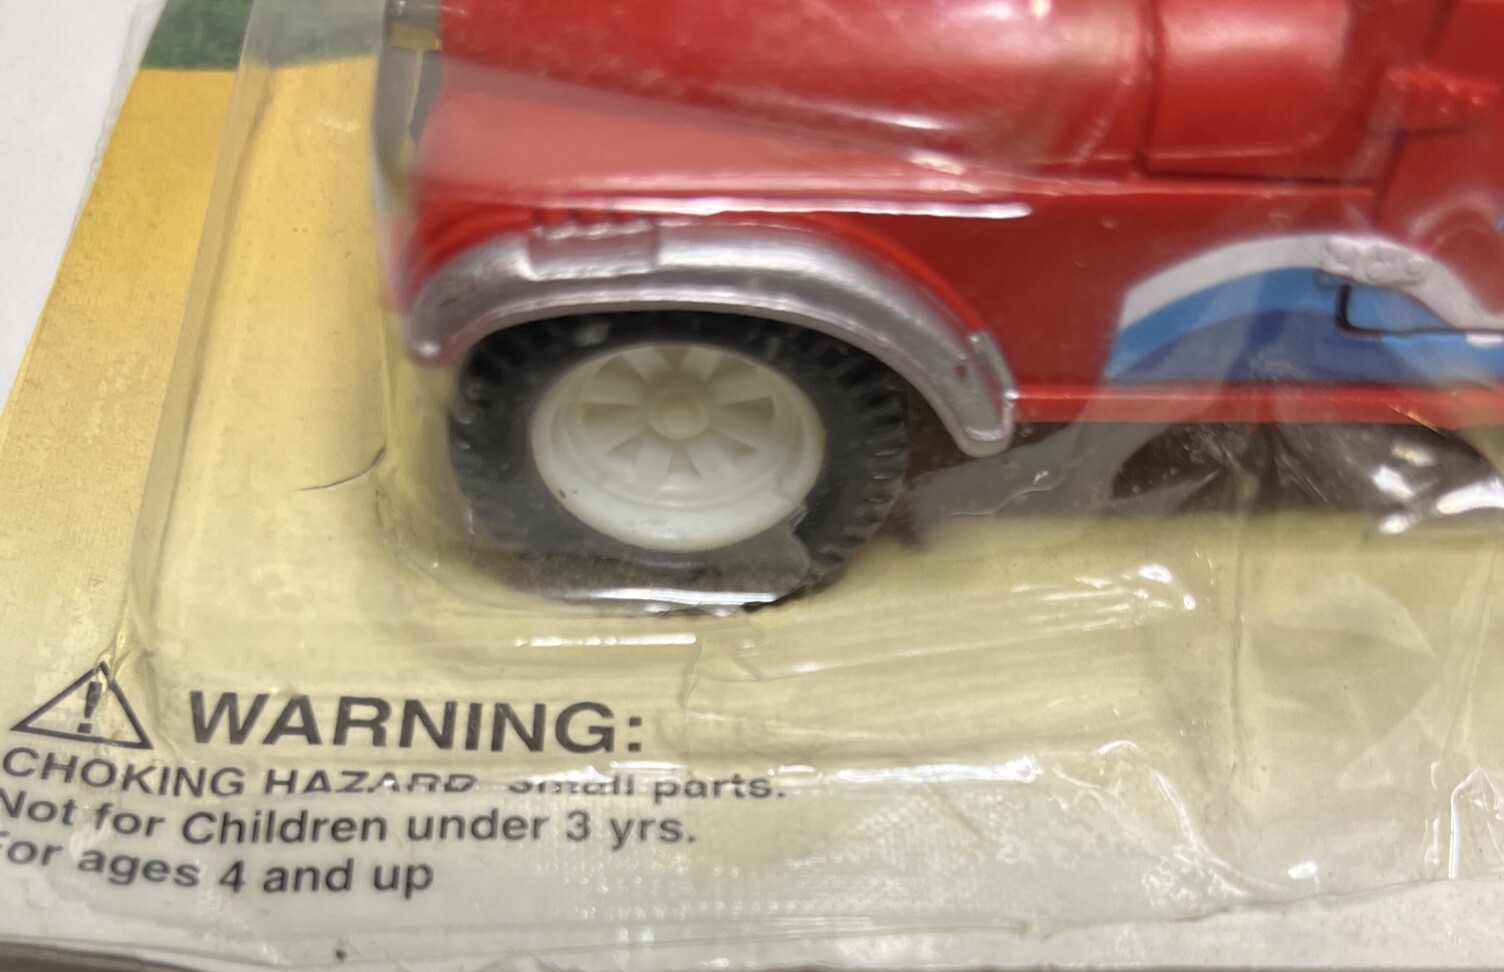 WARNING:
CHOKING HAZARD Small parts.
Not for Children under 3 yrs.
For ages 4 and up